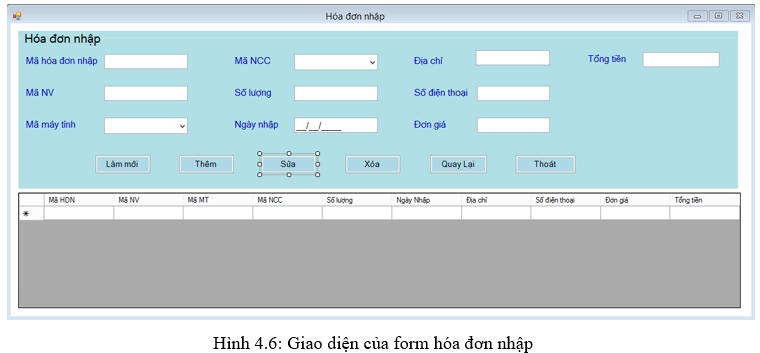 Hóa đơn nhập
Hóa đơn nhập
Mã hóa đơn nhập Mã NCC Địa chỉ Tổng tiền
Mã NV Số lượng Số điện thoại
Mã máy tính Ngày nhập __/__/____ Đơn giá
Làm mới Thêm Sửa Xóa Quay Lại Thoát
Mã HDN Mã NV Mã MT Mã NCC Số lượng Ngày Nhập Địa chỉ Số điện thoại Đơn giá Tổng tiền
Hình 4.6: Giao diện của form hóa đơn nhập